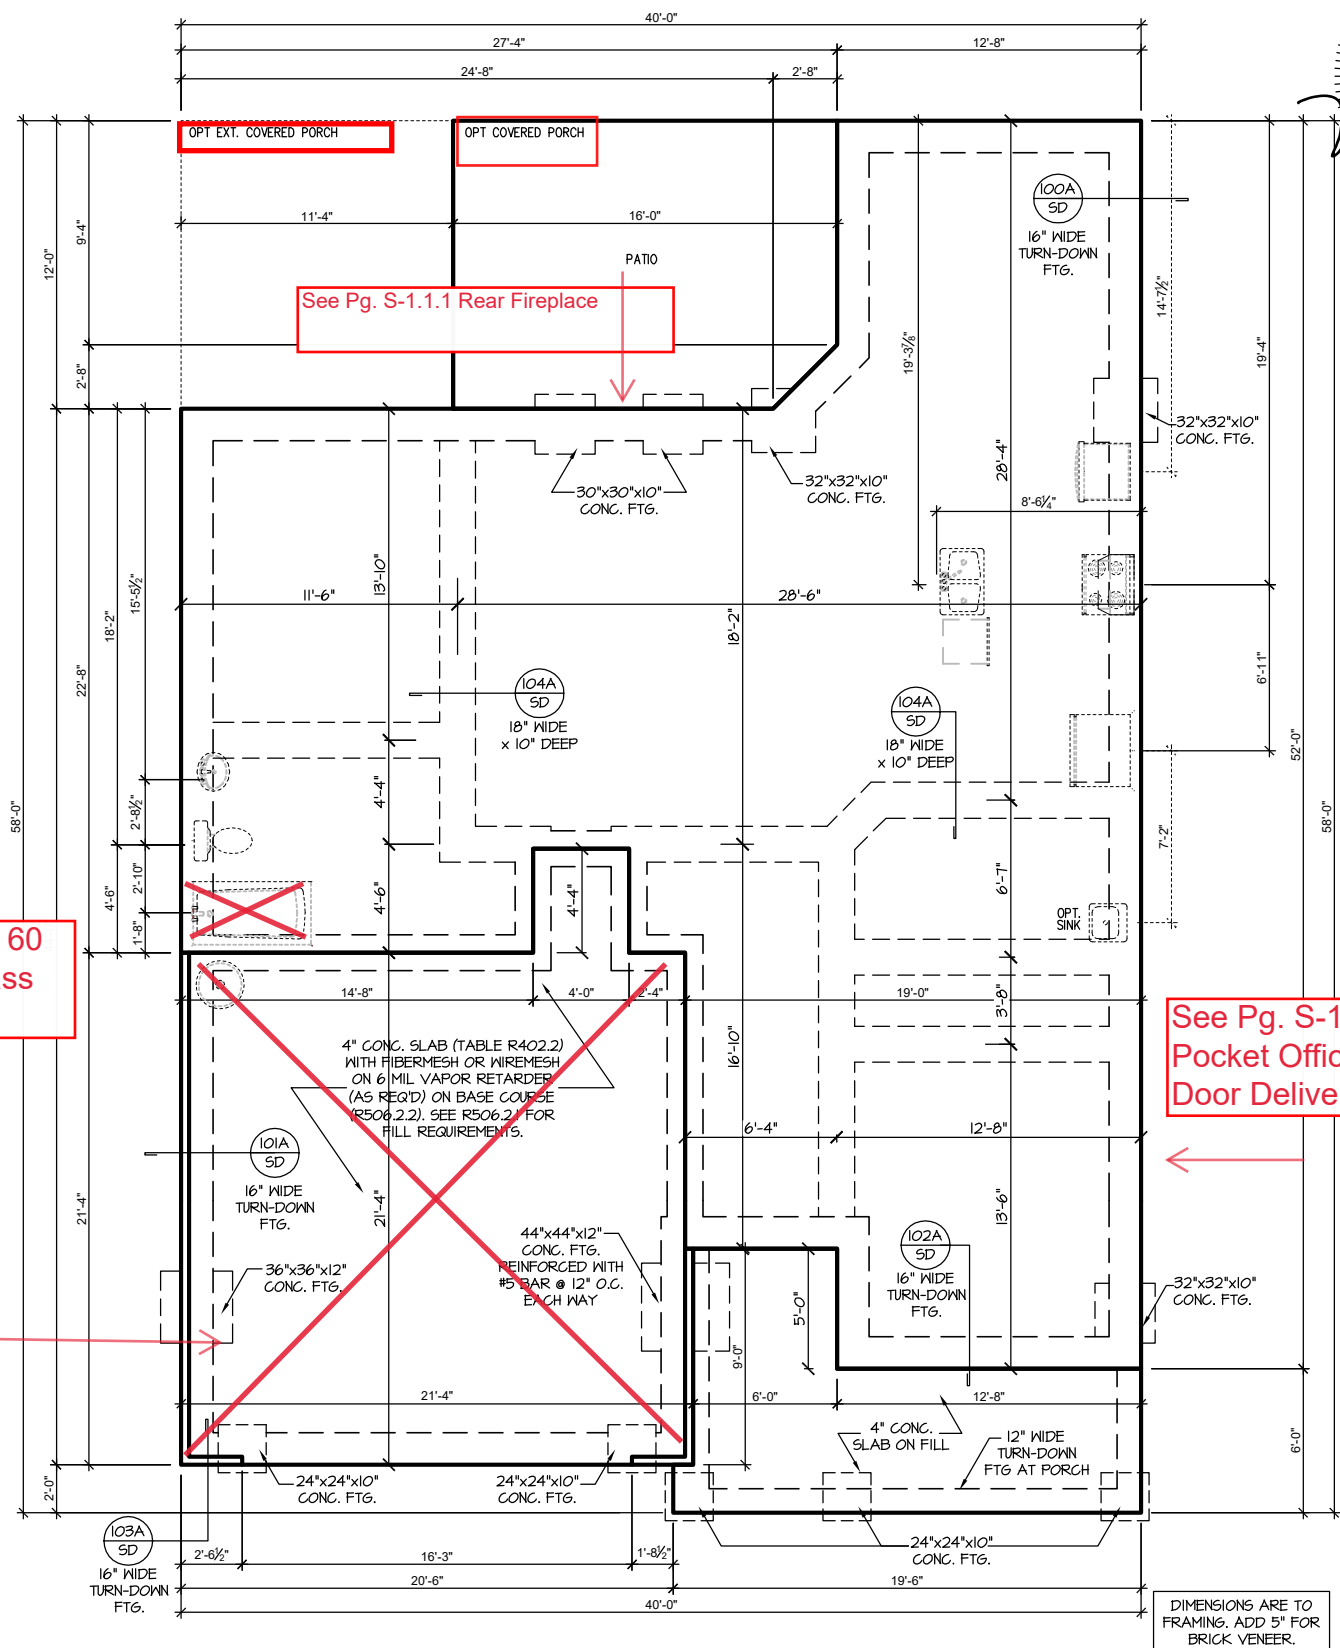 40'-0"
27'-4"
12'-8"
24'-8"
2'-8"
OPT EXT. COVERED PORCH
OPT COVERED PORCH
100A
SD
16" WIDE
TURN-DOWN
FTG.
11'-4"
16'-0"
9'-4"
12'-0"
PATIO
See Pg. S-1.1.1 Rear Fireplace
14'-7½"
19'-3⅞"
19'-4"
2'-8"
32"x32"x10"
CONC. FTG.
28'-4"
30"x30"x10"
CONC. FTG.
32"x32"x10"
CONC. FTG.
8'-6¼"
13'-10"
15'-5½"
11'-6"
28'-6"
18'-2"
18'-2"
22'-8"
6'-11"
104A
SD
18" WIDE
x 10" DEEP
104A
SD
18" WIDE
x 10" DEEP
52'-0"
58'-0"
58'-0"
4'-4"
2'-8½"
7'-2"
6'-7"
2'-10"
4'-6"
4'-6"
4'-4"
1'-8"
OPT.
SINK
60
ss
14'-8"
4'-0"
2'-4"
19'-0"
3'-8"
See Pg. S-1
Pocket Offic
Door Delive
4" CONC. SLAB (TABLE R402.2)
WITH FIBERMESH OR WIREMESH
ON 6 MIL VAPOR RETARDER
(AS REQ'D) ON BASE COURSE
(R506.2.2). SEE R506.2.1 FOR
FILL REQUIREMENTS.
16'-10"
6'-4"
12'-8"
101A
SD
16" WIDE
TURN-DOWN
FTG.
21'-4"
21'-4"
13'-6"
44"x44"x12"
CONC. FTG.
REINFORCED WITH
#5 BAR @ 12" O.C.
EACH WAY
102A
SD
16" WIDE
TURN-DOWN
FTG.
36"x36"x12"
CONC. FTG.
32"x32"x10"
CONC. FTG.
5'-0"
9'-0"
21'-4"
6'-0"
12'-8"
4" CONC.
SLAB ON FILL
12" WIDE
TURN-DOWN
FTG AT PORCH
6'-0"
2'-0"
24"x24"x10"
CONC. FTG.
24"x24"x10"
CONC. FTG.
103A
SD
16" WIDE
TURN-DOWN
FTG.
24"x24"x10"
CONC. FTG.
2'-6½"
16'-3"
1'-8½"
20'-6"
19'-6"
40'-0"
DIMENSIONS ARE TO
FRAMING. ADD 5" FOR
BRICK VENEER.